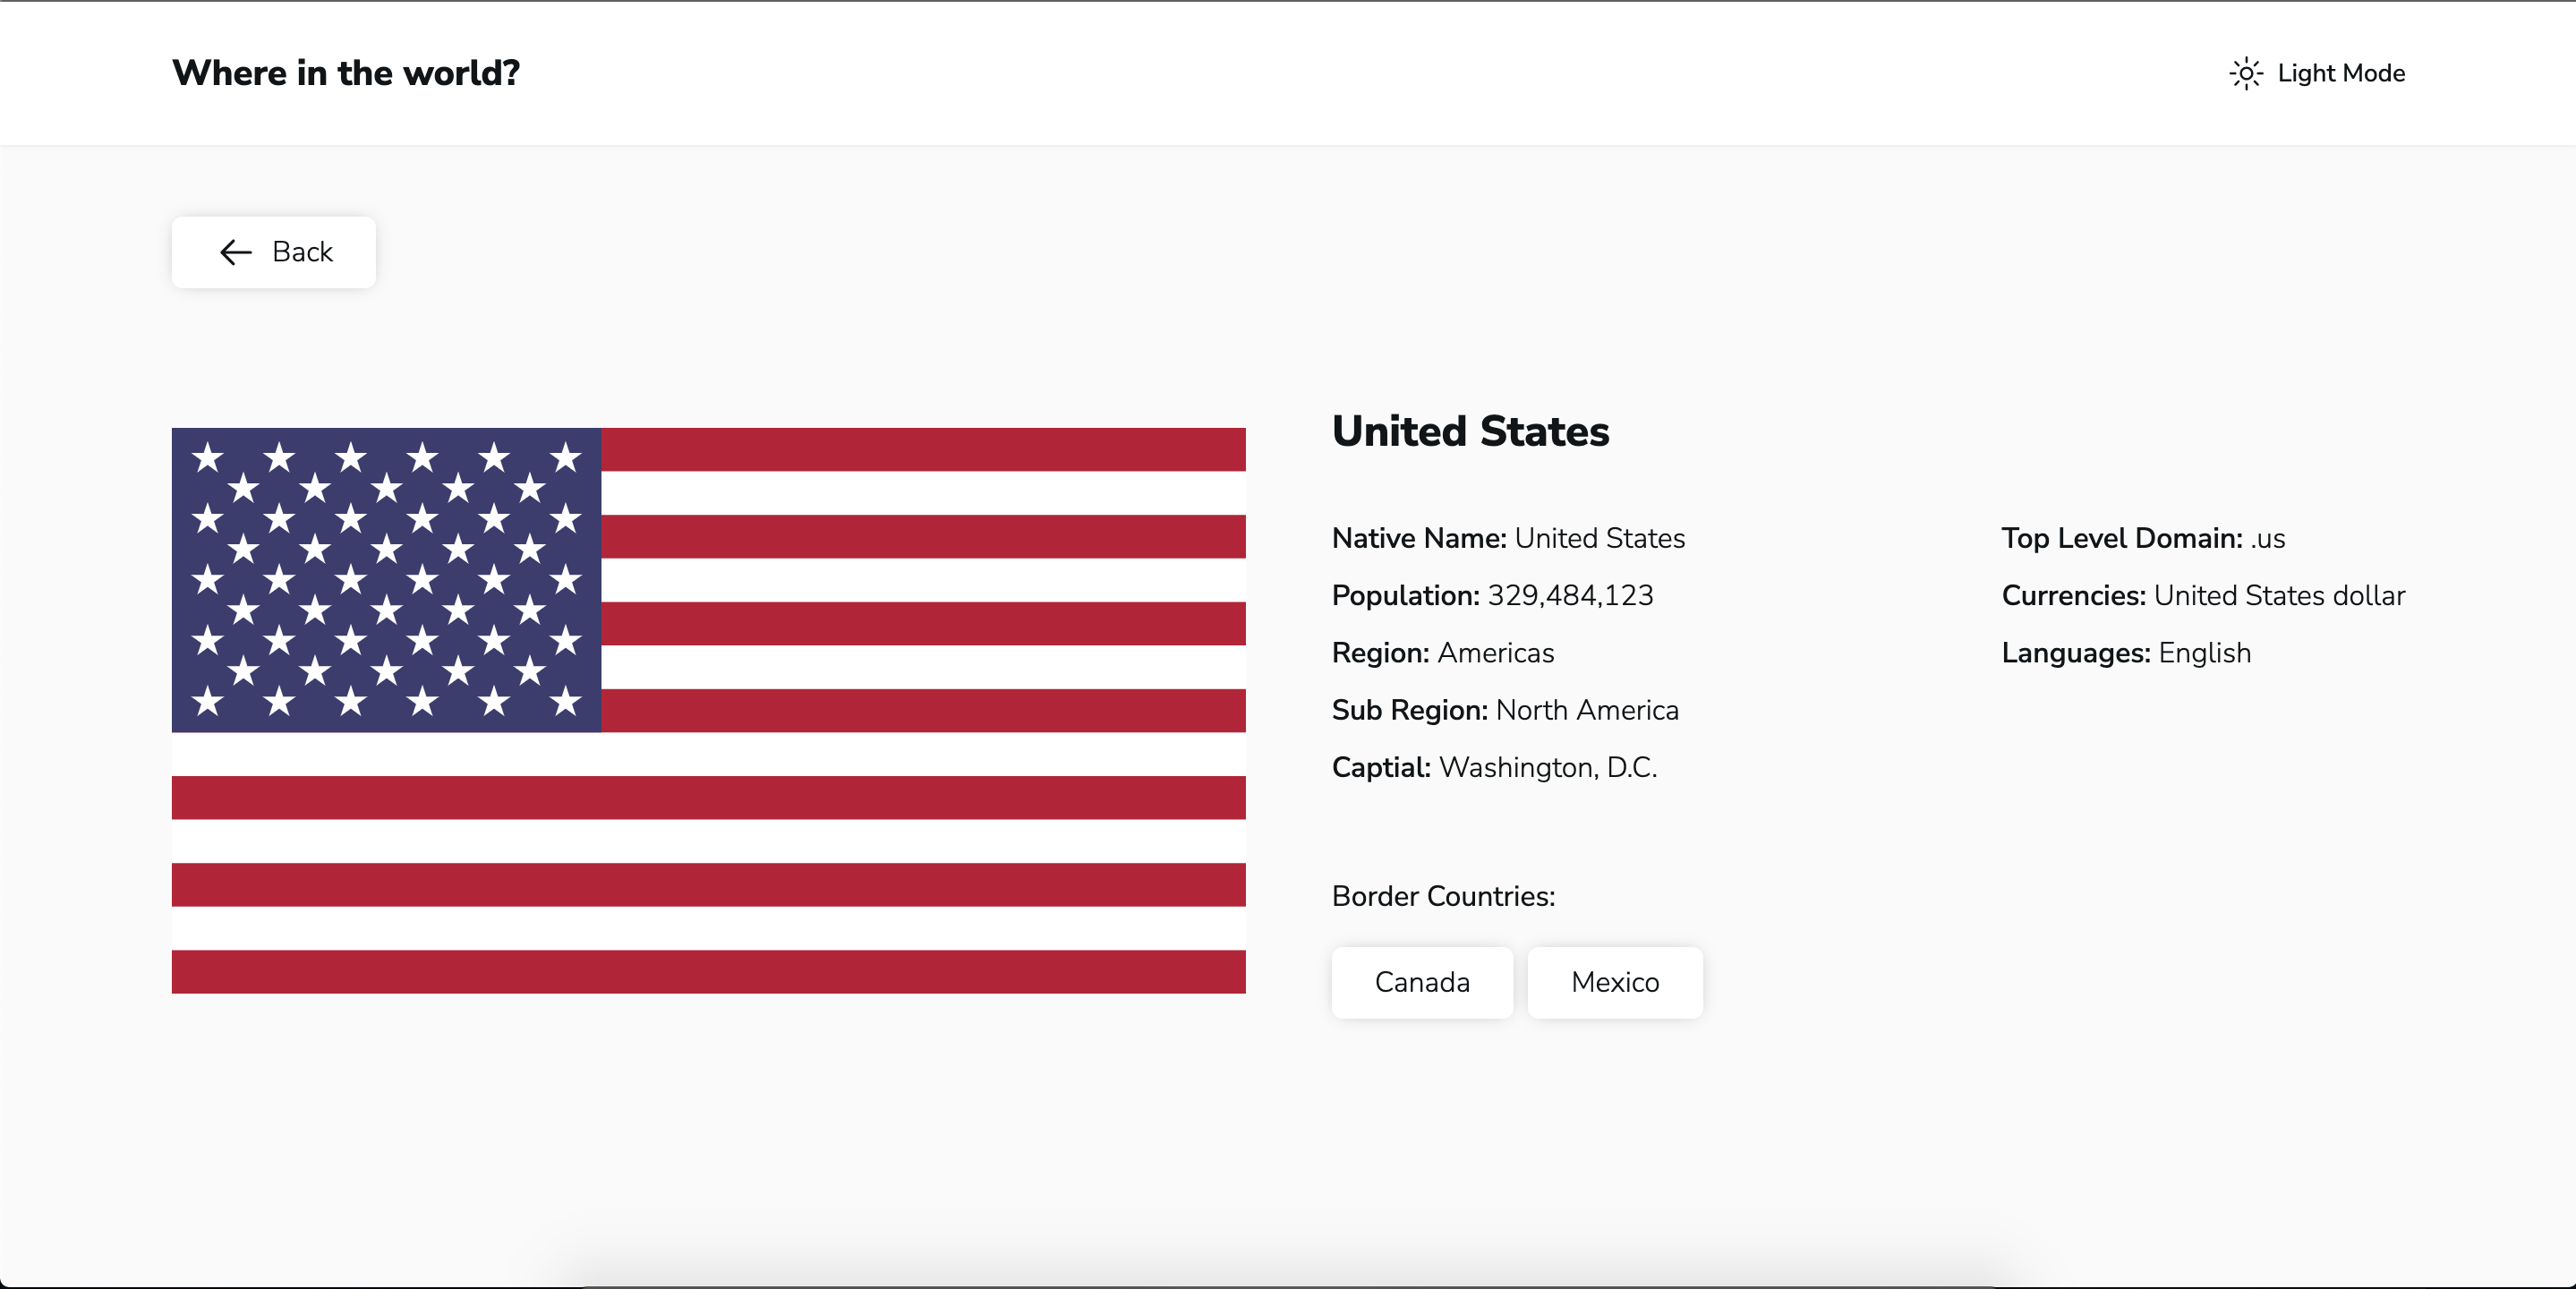 Where in the world?
Light Mode
Back
United States
Native Name: United States
Population: 329,484,123
Region: Americas
Sub Region: North America
Captial: Washington, D.C.
Top Level Domain: .us
Currencies: United States dollar
Languages: English
Border Countries:
Canada
Mexico